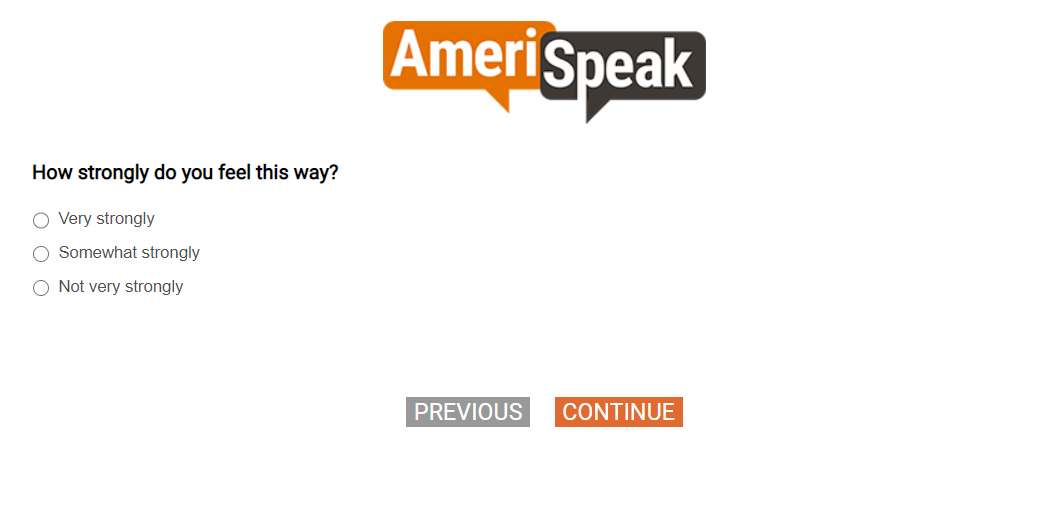 AmeriSpeak
How strongly do you feel this way?
Very strongly
Somewhat strongly
Not very strongly
PREVIOUS CONTINUE